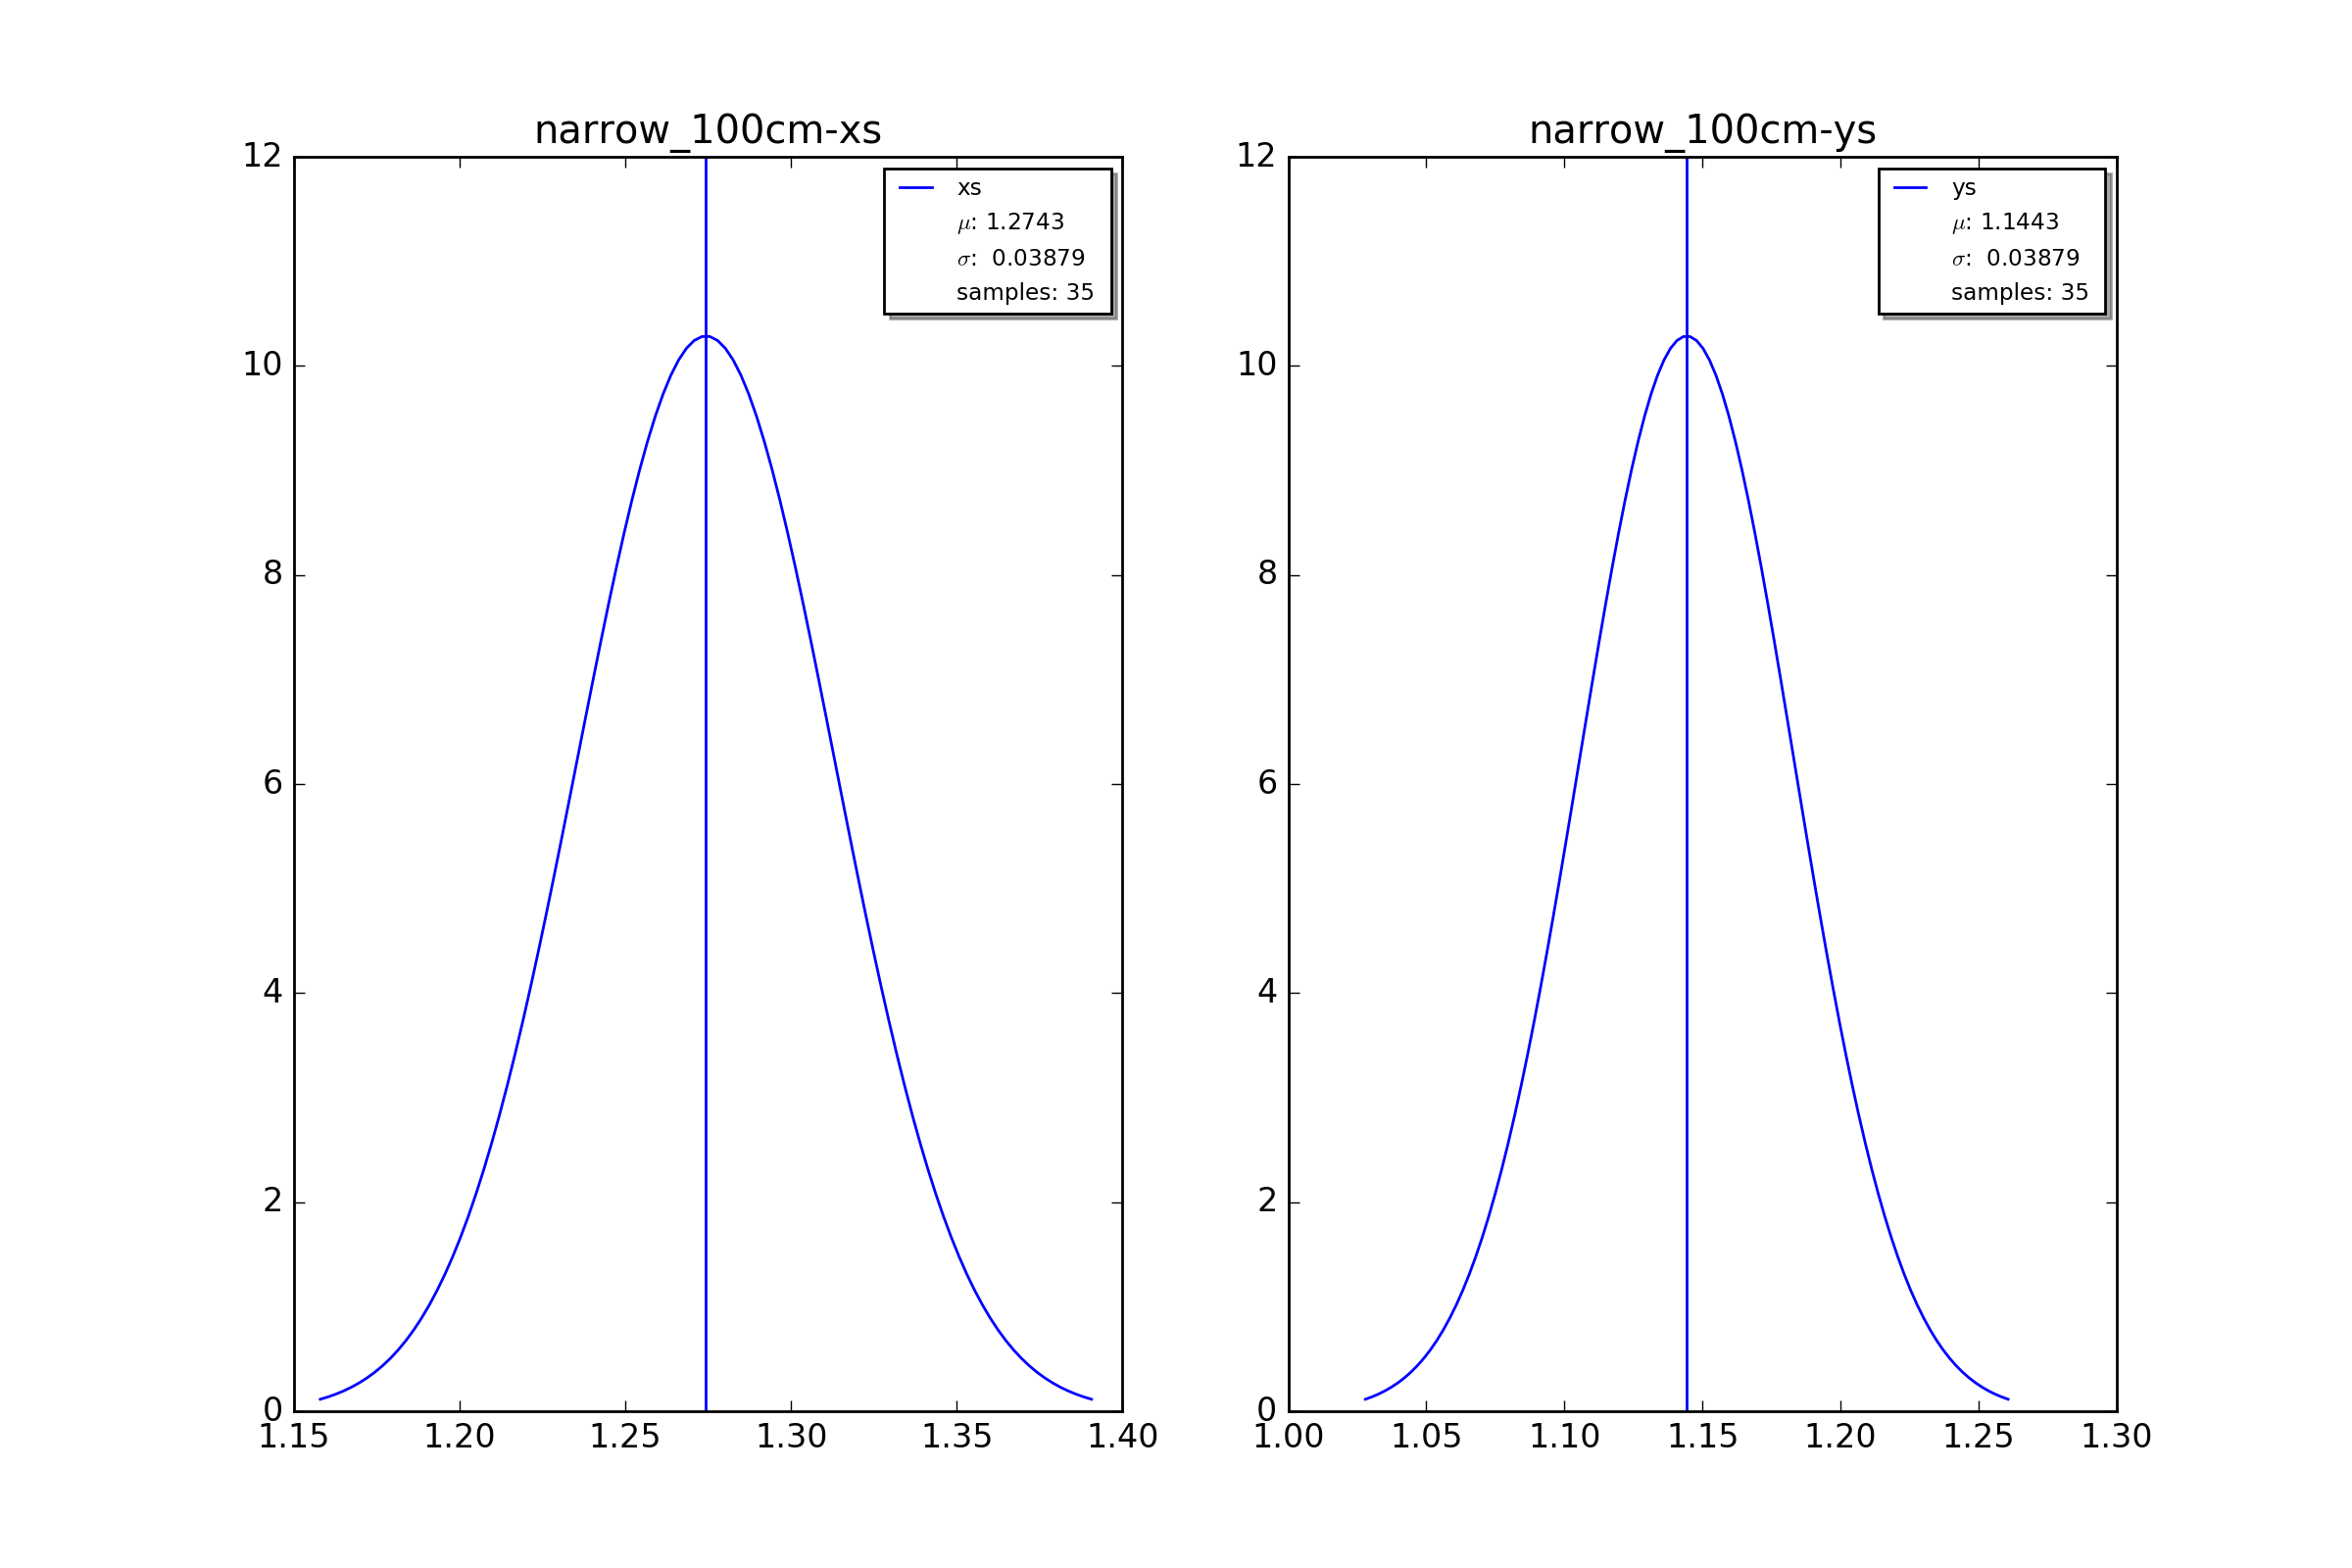 narrow_100cm-xs
12
10
8
6
4
2
0
1.15 1.20 1.25 1.30 1.35 1.40
xs
μ: 1.2743
σ: 0.03879
samples: 35
narrow_100cm-ys
12
10
8
6
4
2
0
1.00 1.05 1.10 1.15 1.20 1.25 1.30
ys
μ: 1.1443
σ: 0.03879
samples: 35